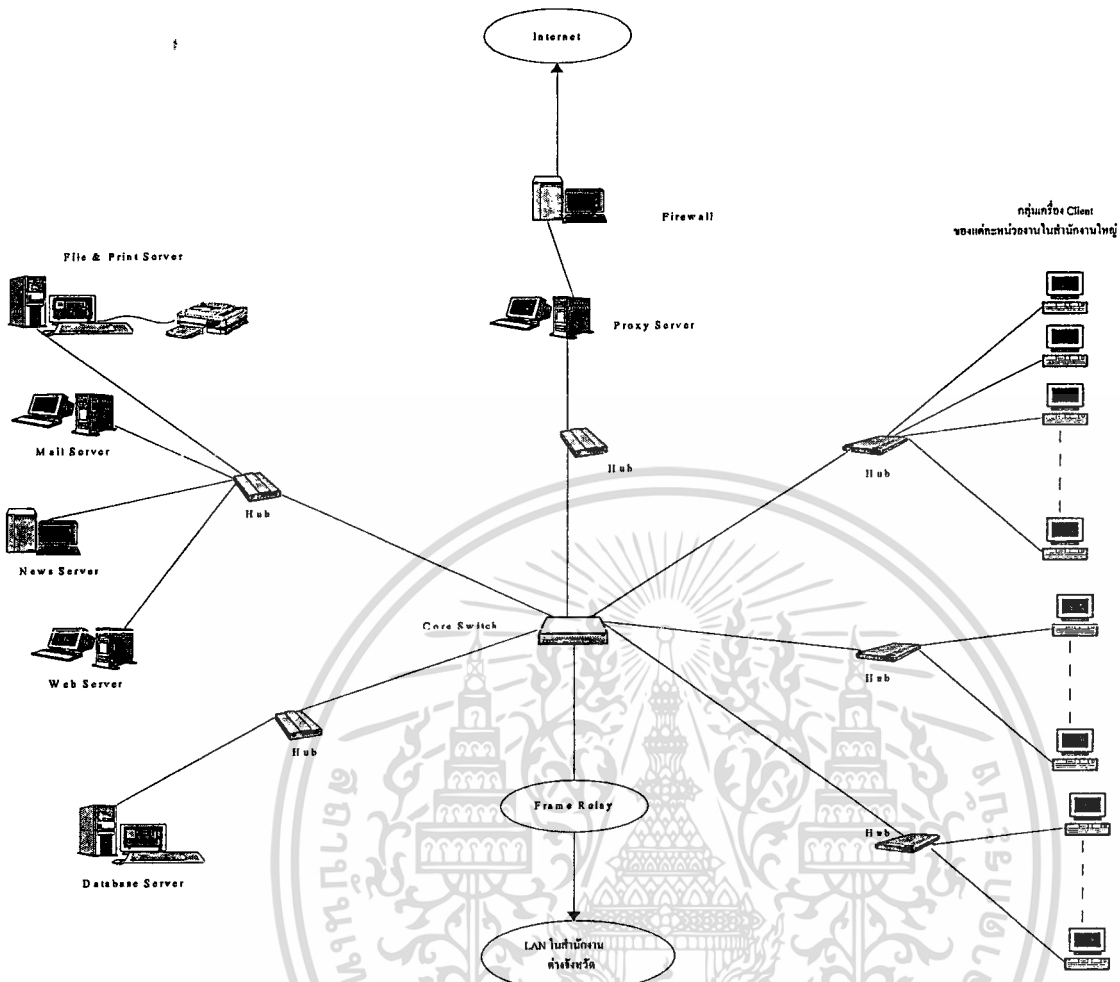 Internet
Firewall
กลุ่มเครื่อง Client
ของแต่ละหน่วยงานในสำนักงานใหญ่
File & Print Server
Proxy Server
Mail Server
Hub
Hub
Hub
News Server
Core Switch
Web Server
Hub
Hub
Frame Relay
Hub
Database Server
LAN ในสำนักงาน
ต่างจังหวัด